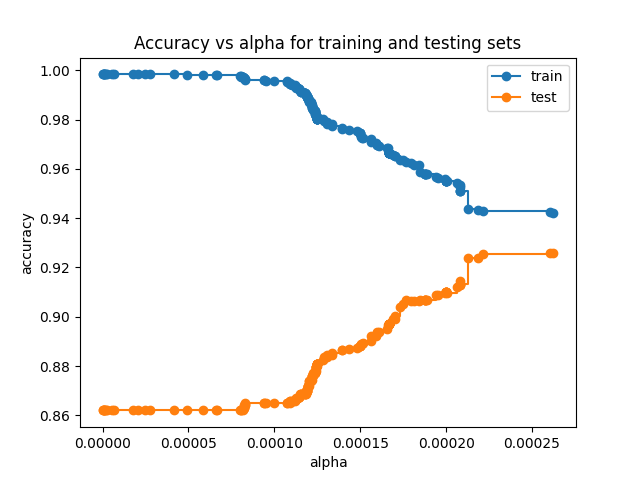 Accuracy vs alpha for training and testing sets
1.00
0.98
0.96
0.94
0.92
0.90
0.88
0.86
accuracy
train
test
0.00000 0.00005 0.00010 0.00015 0.00020 0.00025
alpha